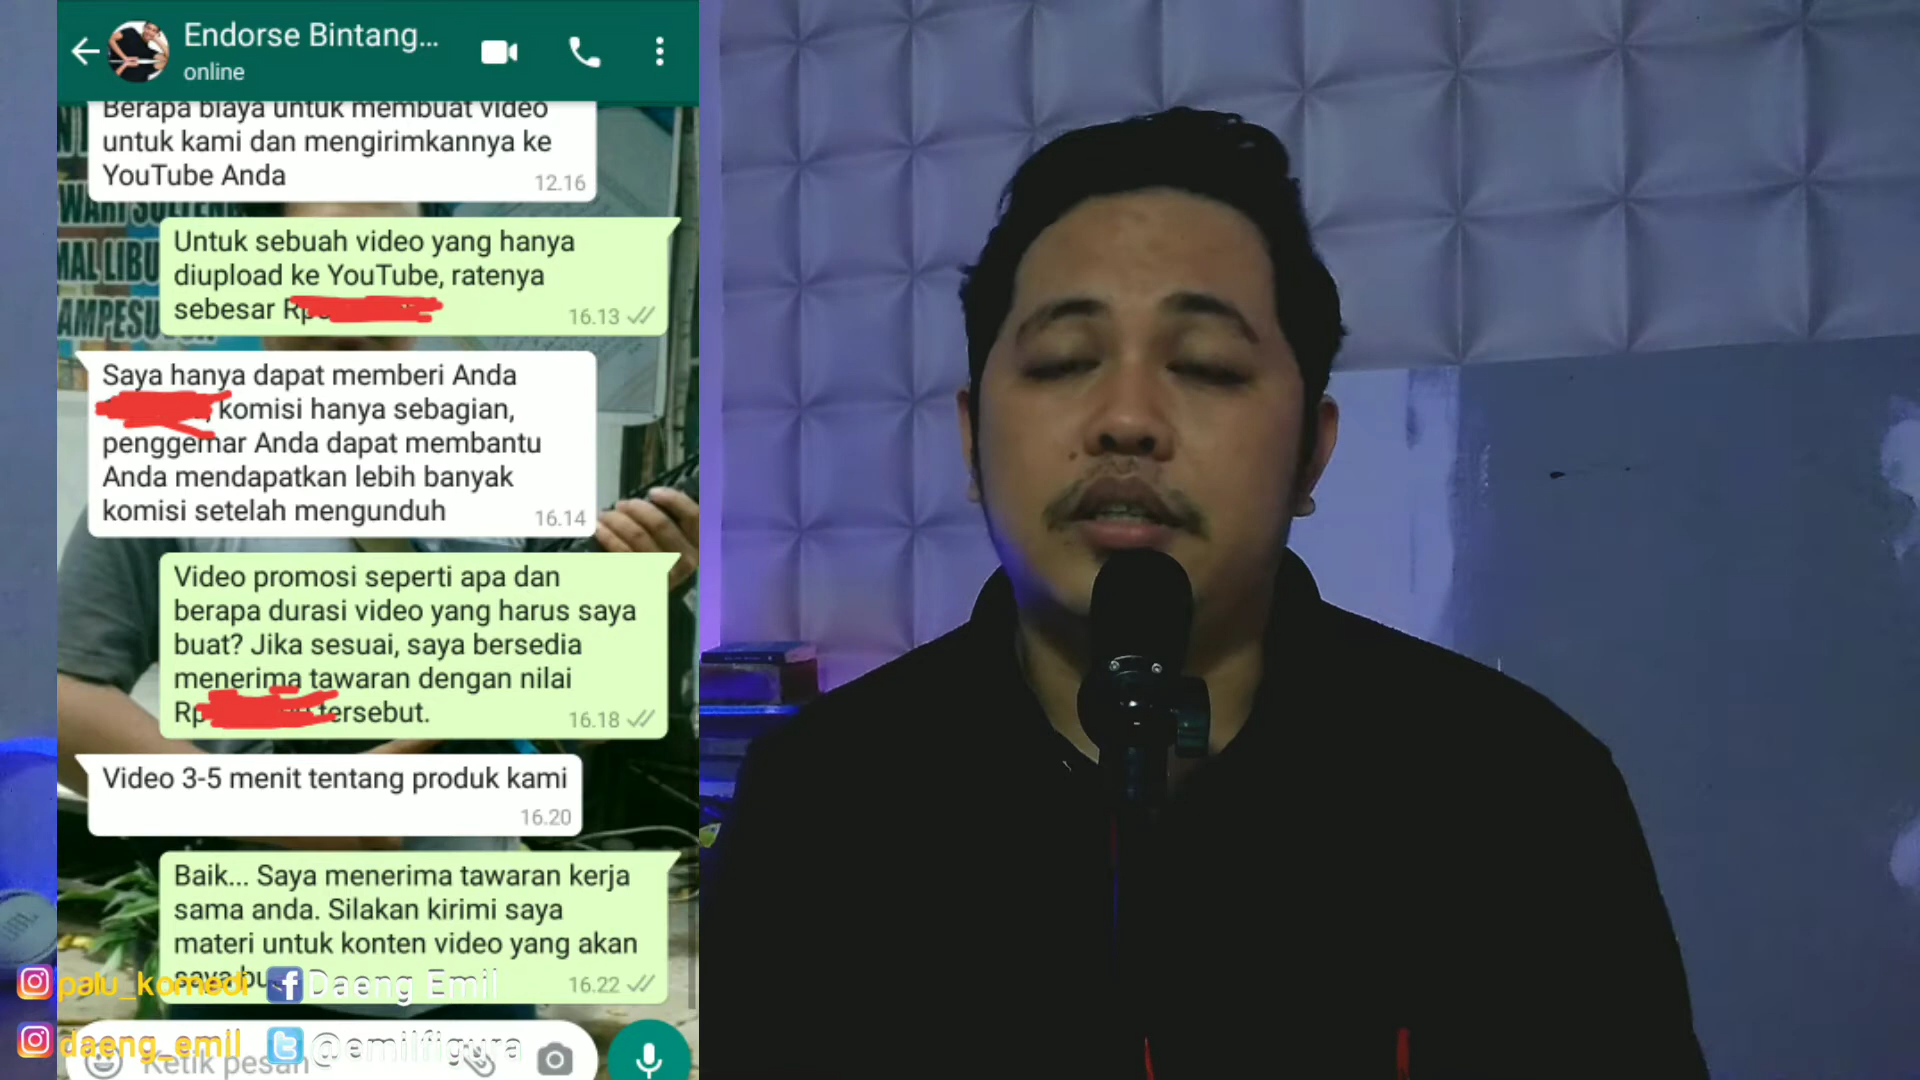 Endorse Bintang...
online
Berapa biaya untuk membuat video
untuk kami dan mengirimkannya ke
YouTube Anda
12.16
Untuk sebuah video yang hanya
diupload ke YouTube, ratenya
sebesar Rp
16.13
Saya hanya dapat memberi Anda
komisi hanya sebagian,
penggemar Anda dapat membantu
Anda mendapatkan lebih banyak
komisi setelah mengunduh
16.14
Video promosi seperti apa dan
berapa durasi video yang harus saya
buat? Jika sesuai, saya bersedia
menerima tawaran dengan nilai
Rp tersebut.
16.18
Video 3-5 menit tentang produk kami
16.20
Baik... Saya menerima tawaran kerja
sama anda. Silakan kirimi saya
materi untuk konten video yang akan
saya bu
16.22
palu_komedi
Daeng Emil
daeng_emil
@emilfigura
Ketik pesan
JBL